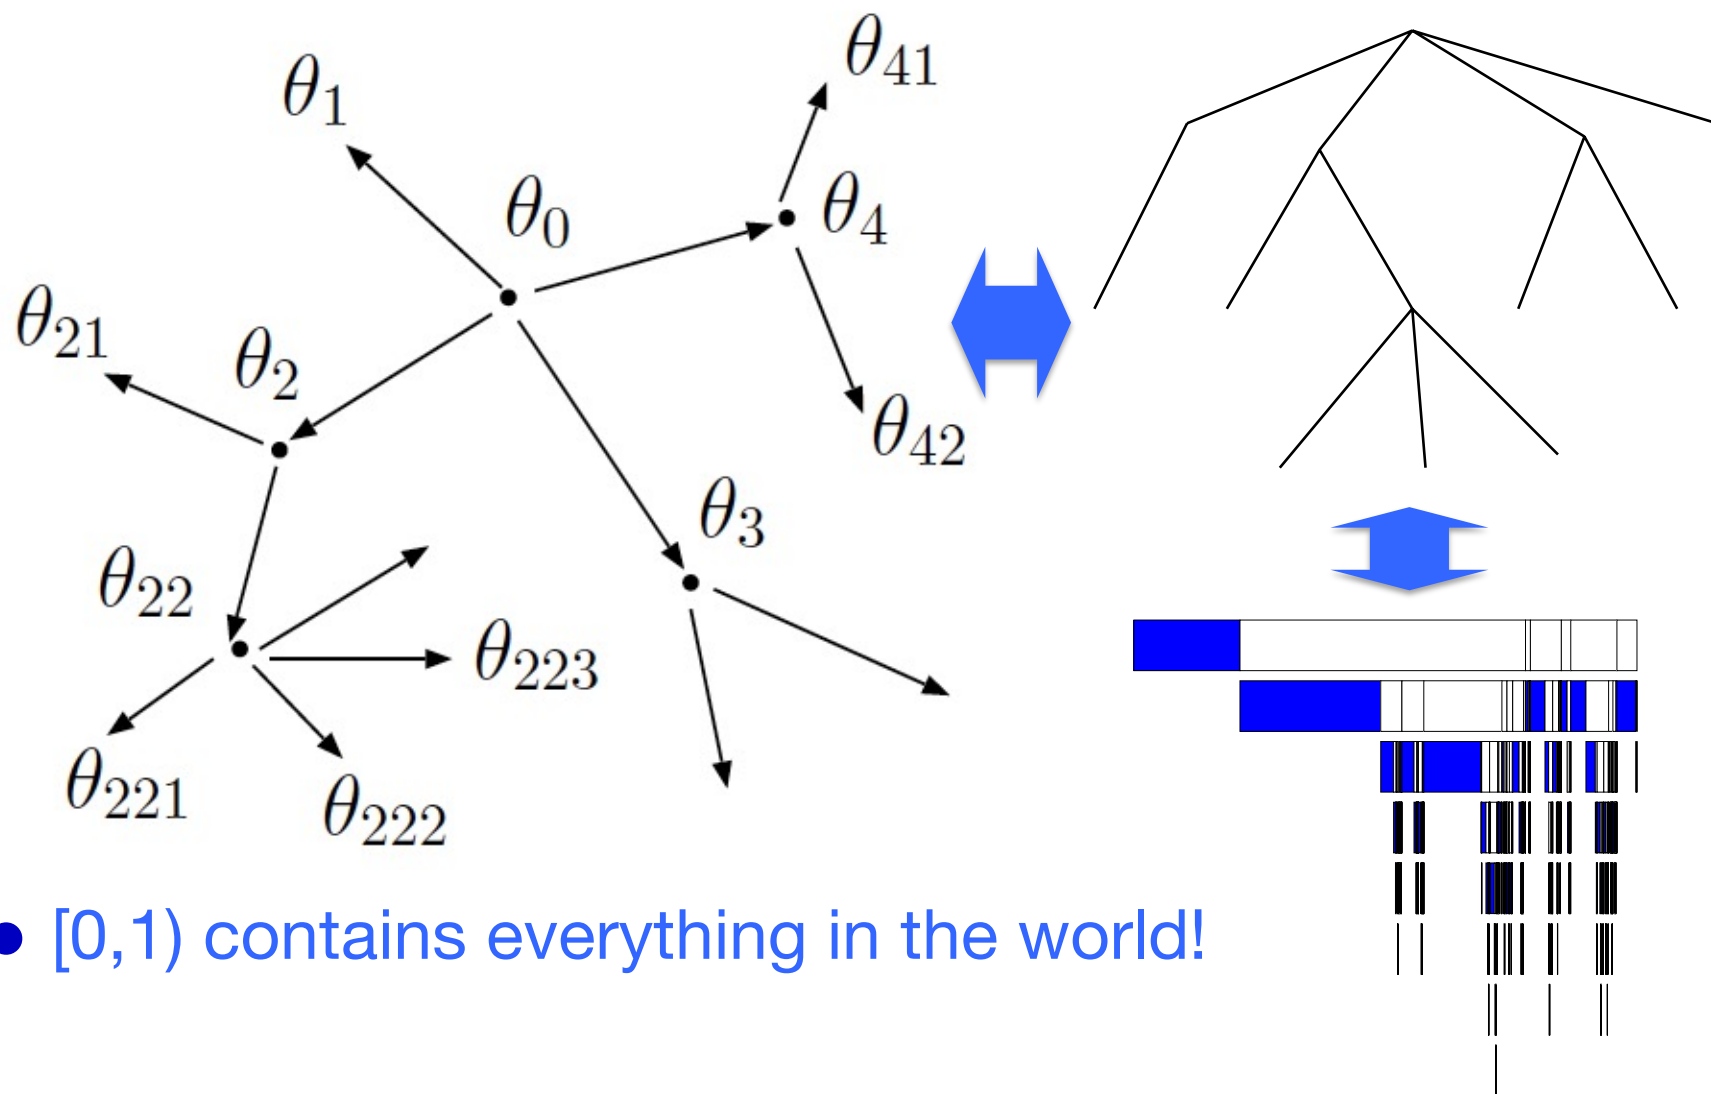 θ41
θ1
θ0
θ4
θ21
θ2
θ42
θ3
θ22
θ223
θ221
θ222
• [0,1) contains everything in the world!